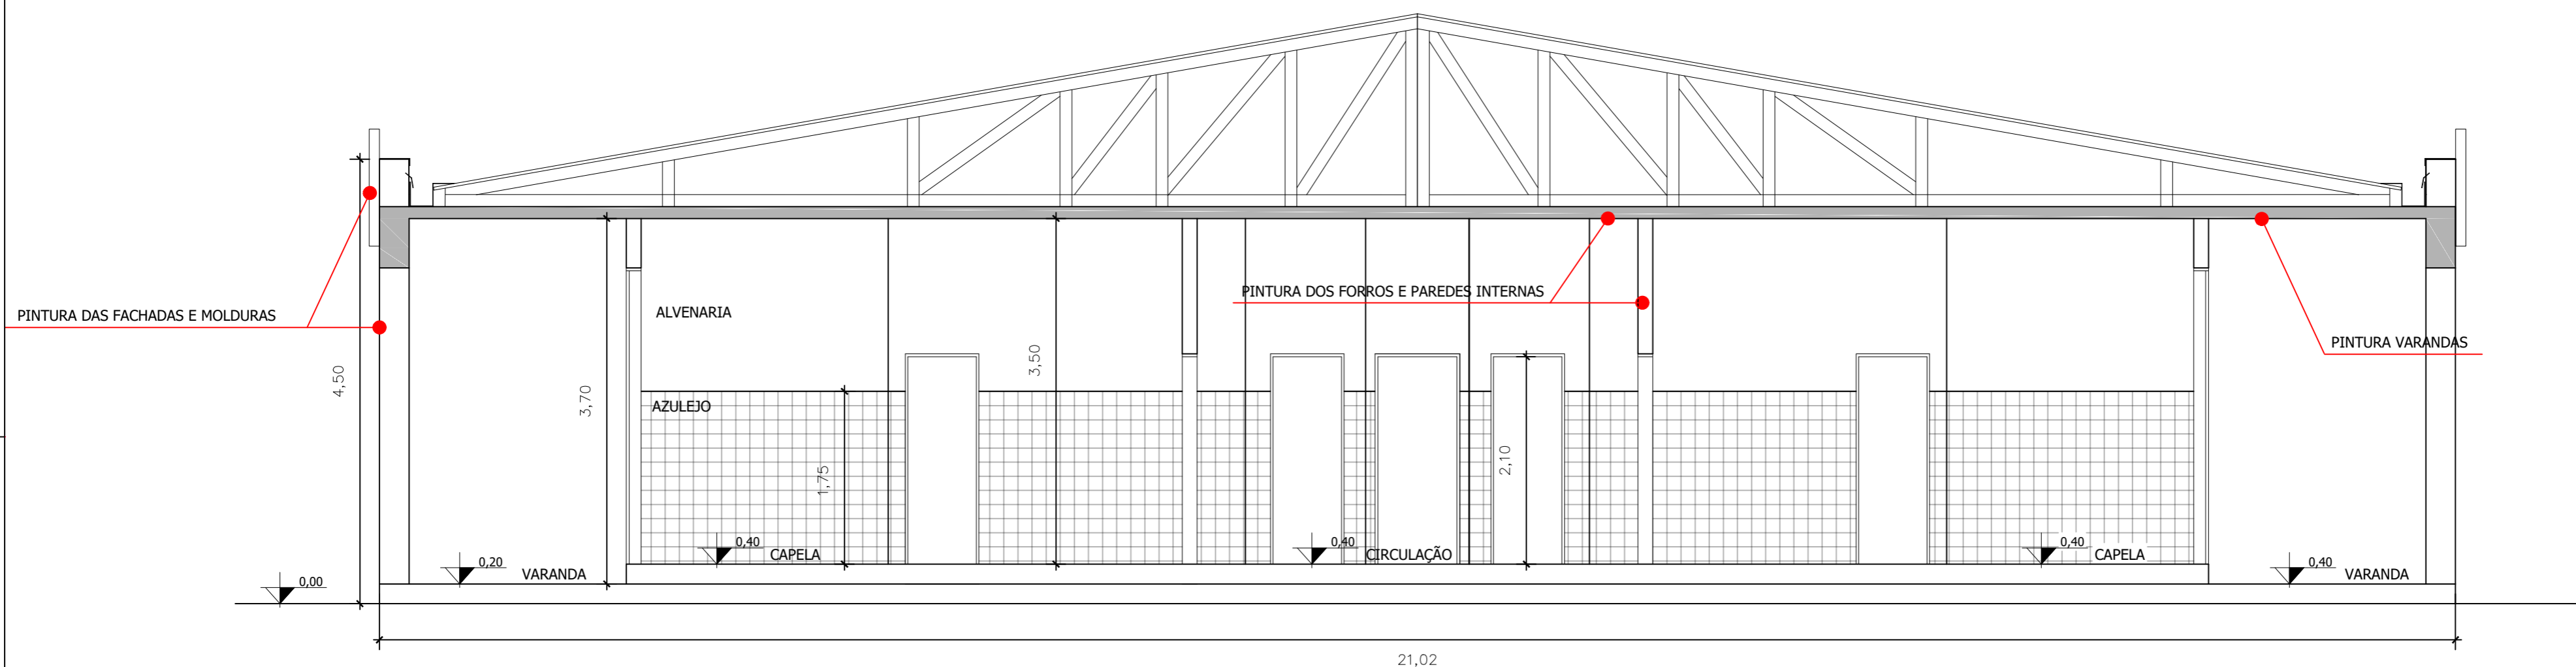 PINTURA DOS FORROS E PAREDES INTERNAS
ALVENARIA
PINTURA DAS FACHADAS E MOLDURAS
PINTURA VARANDAS
4,50
3,70
3,50
AZULEJO
1,75
2,10
0,40
CAPELA
0,40
CIRCULAÇÃO
0,40
CAPELA
0,20
VARANDA
0,40
VARANDA
0,00
21,02